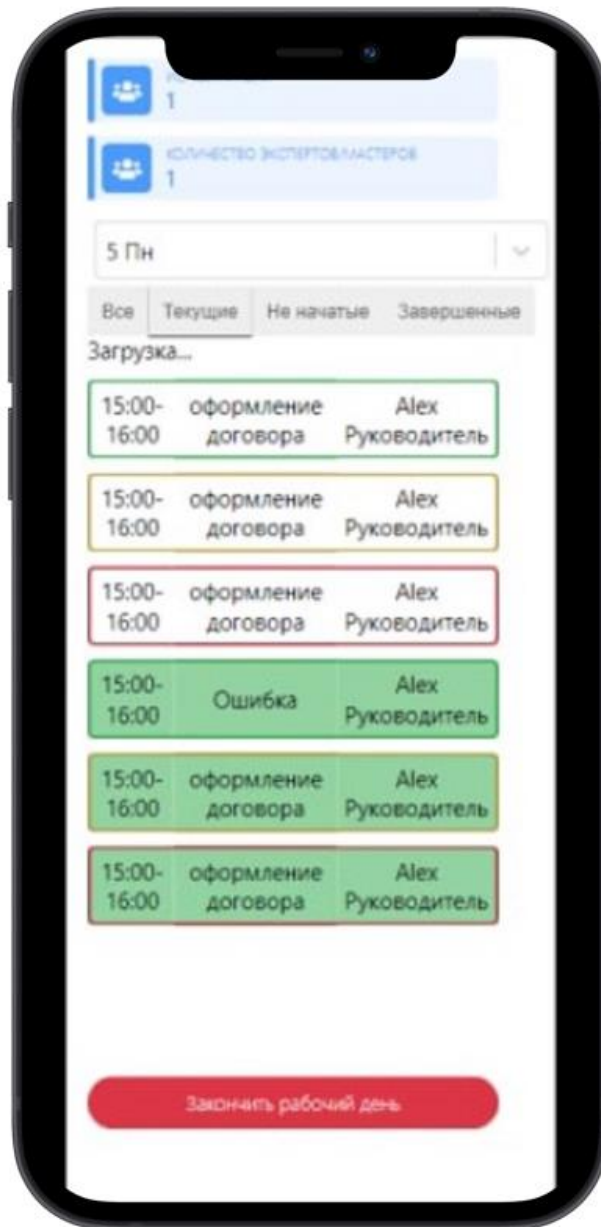 1
КОЛИЧЕСТВО ЭКСПЕРТОВ/МАСТЕРОВ
1
5 Пн
Все Текущие Не начатые Завершенные
Загрузка...
15:00- оформление Alex
16:00 договора Руководитель
15:00- оформление Alex
16:00 договора Руководитель
15:00- оформление Alex
16:00 договора Руководитель
15:00- Ошибка Alex
16:00 Руководитель
15:00- оформление Alex
16:00 договора Руководитель
15:00- оформление Alex
16:00 договора Руководитель
Закончить рабочий день